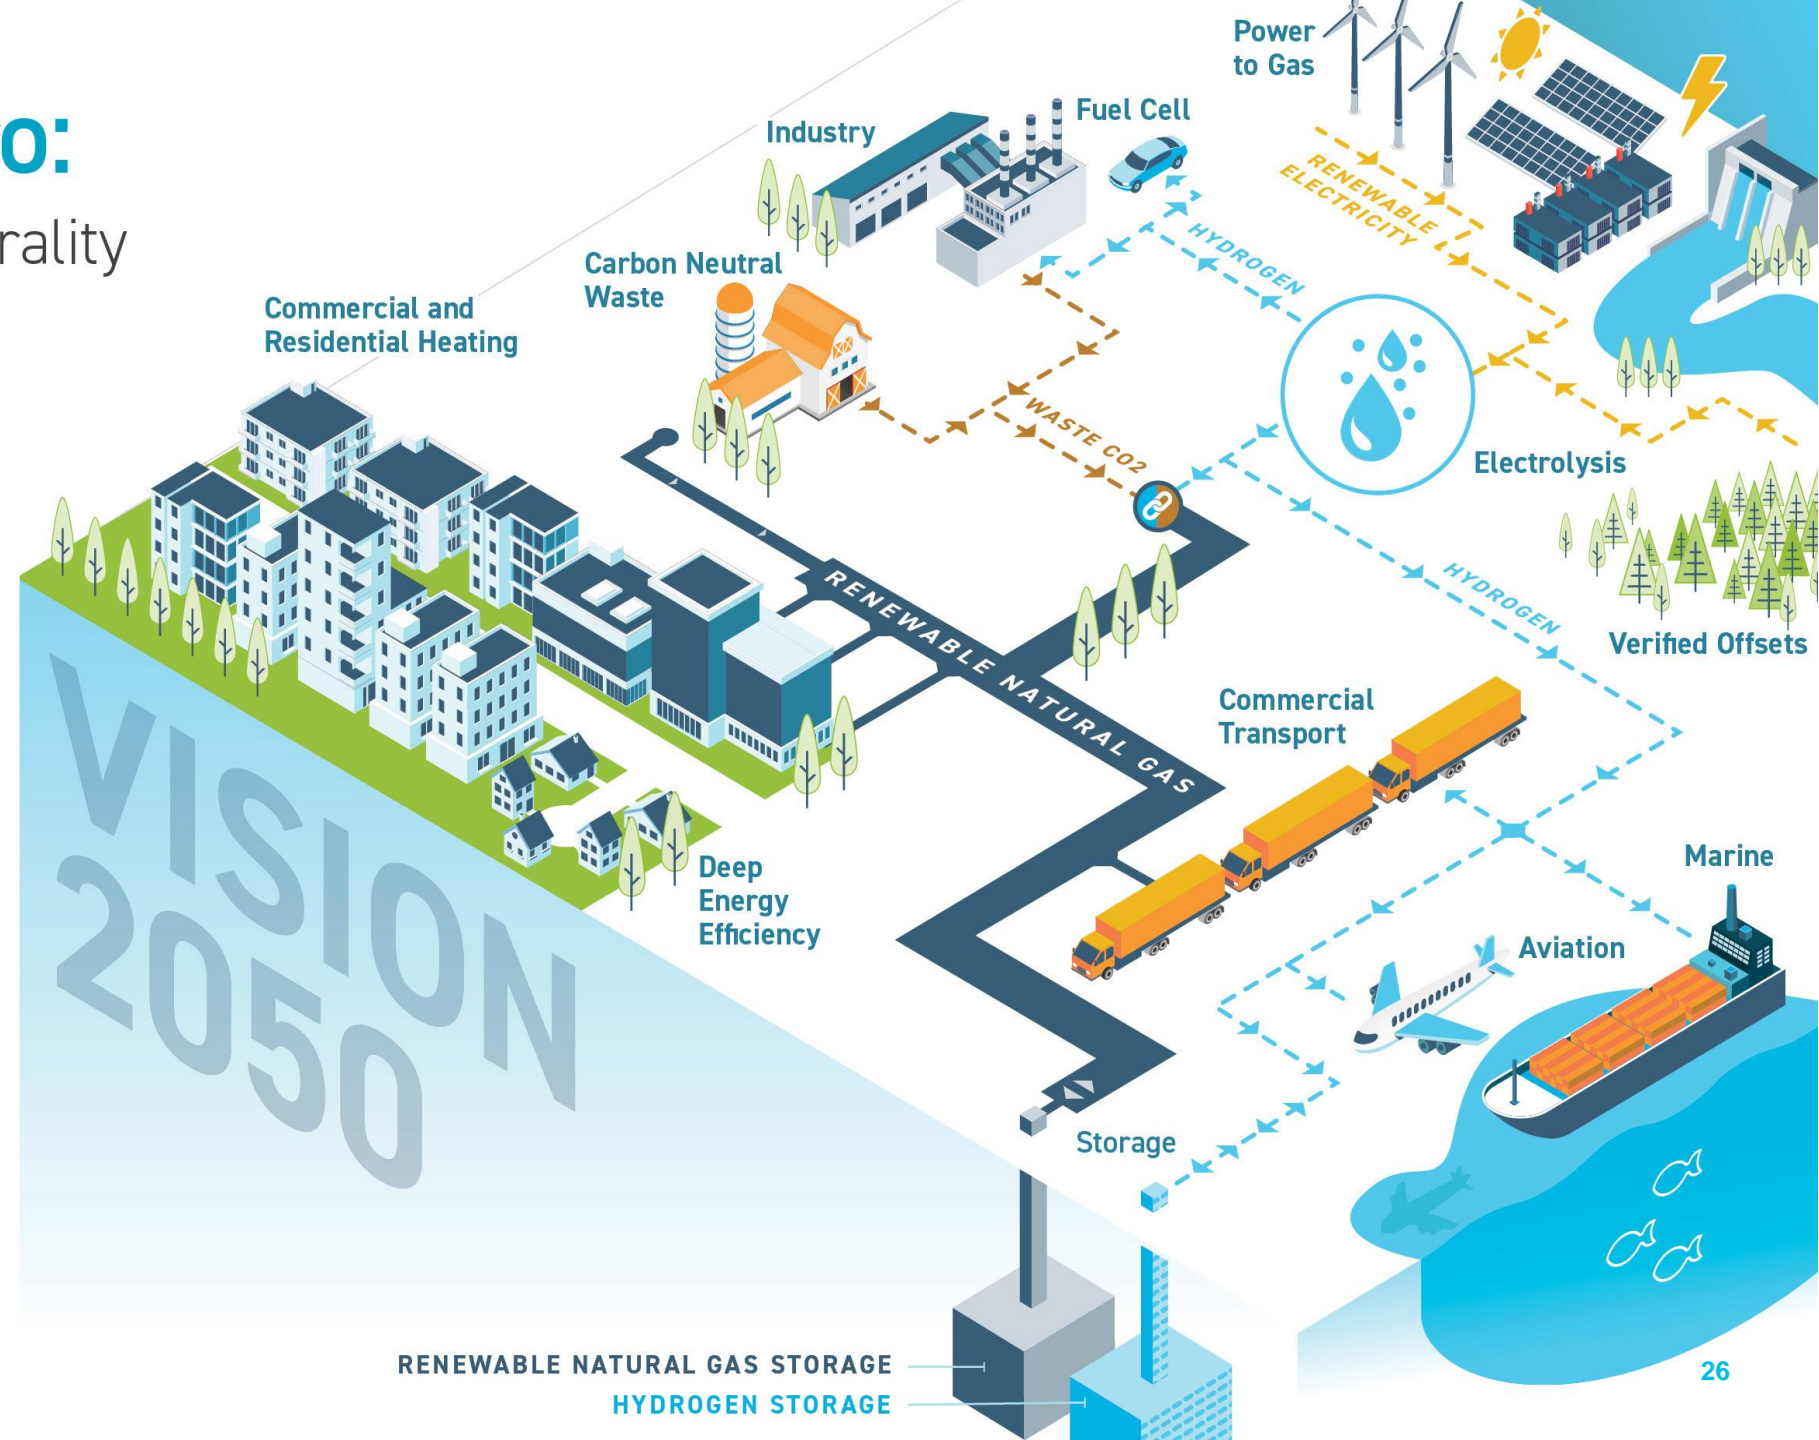 Power
to Gas
Fuel Cell
Industry
RENEWABLE
ELECTRICITY
HYDROGEN
Carbon Neutral
Waste
Commercial and
Residential Heating
WASTE CO2
Electrolysis
RENEWABLE NATURAL GAS
HYDROGEN
Verified Offsets
Commercial
Transport
VISION
2050
Deep
Energy
Efficiency
Marine
Aviation
Storage
RENEWABLE NATURAL GAS STORAGE
HYDROGEN STORAGE
26